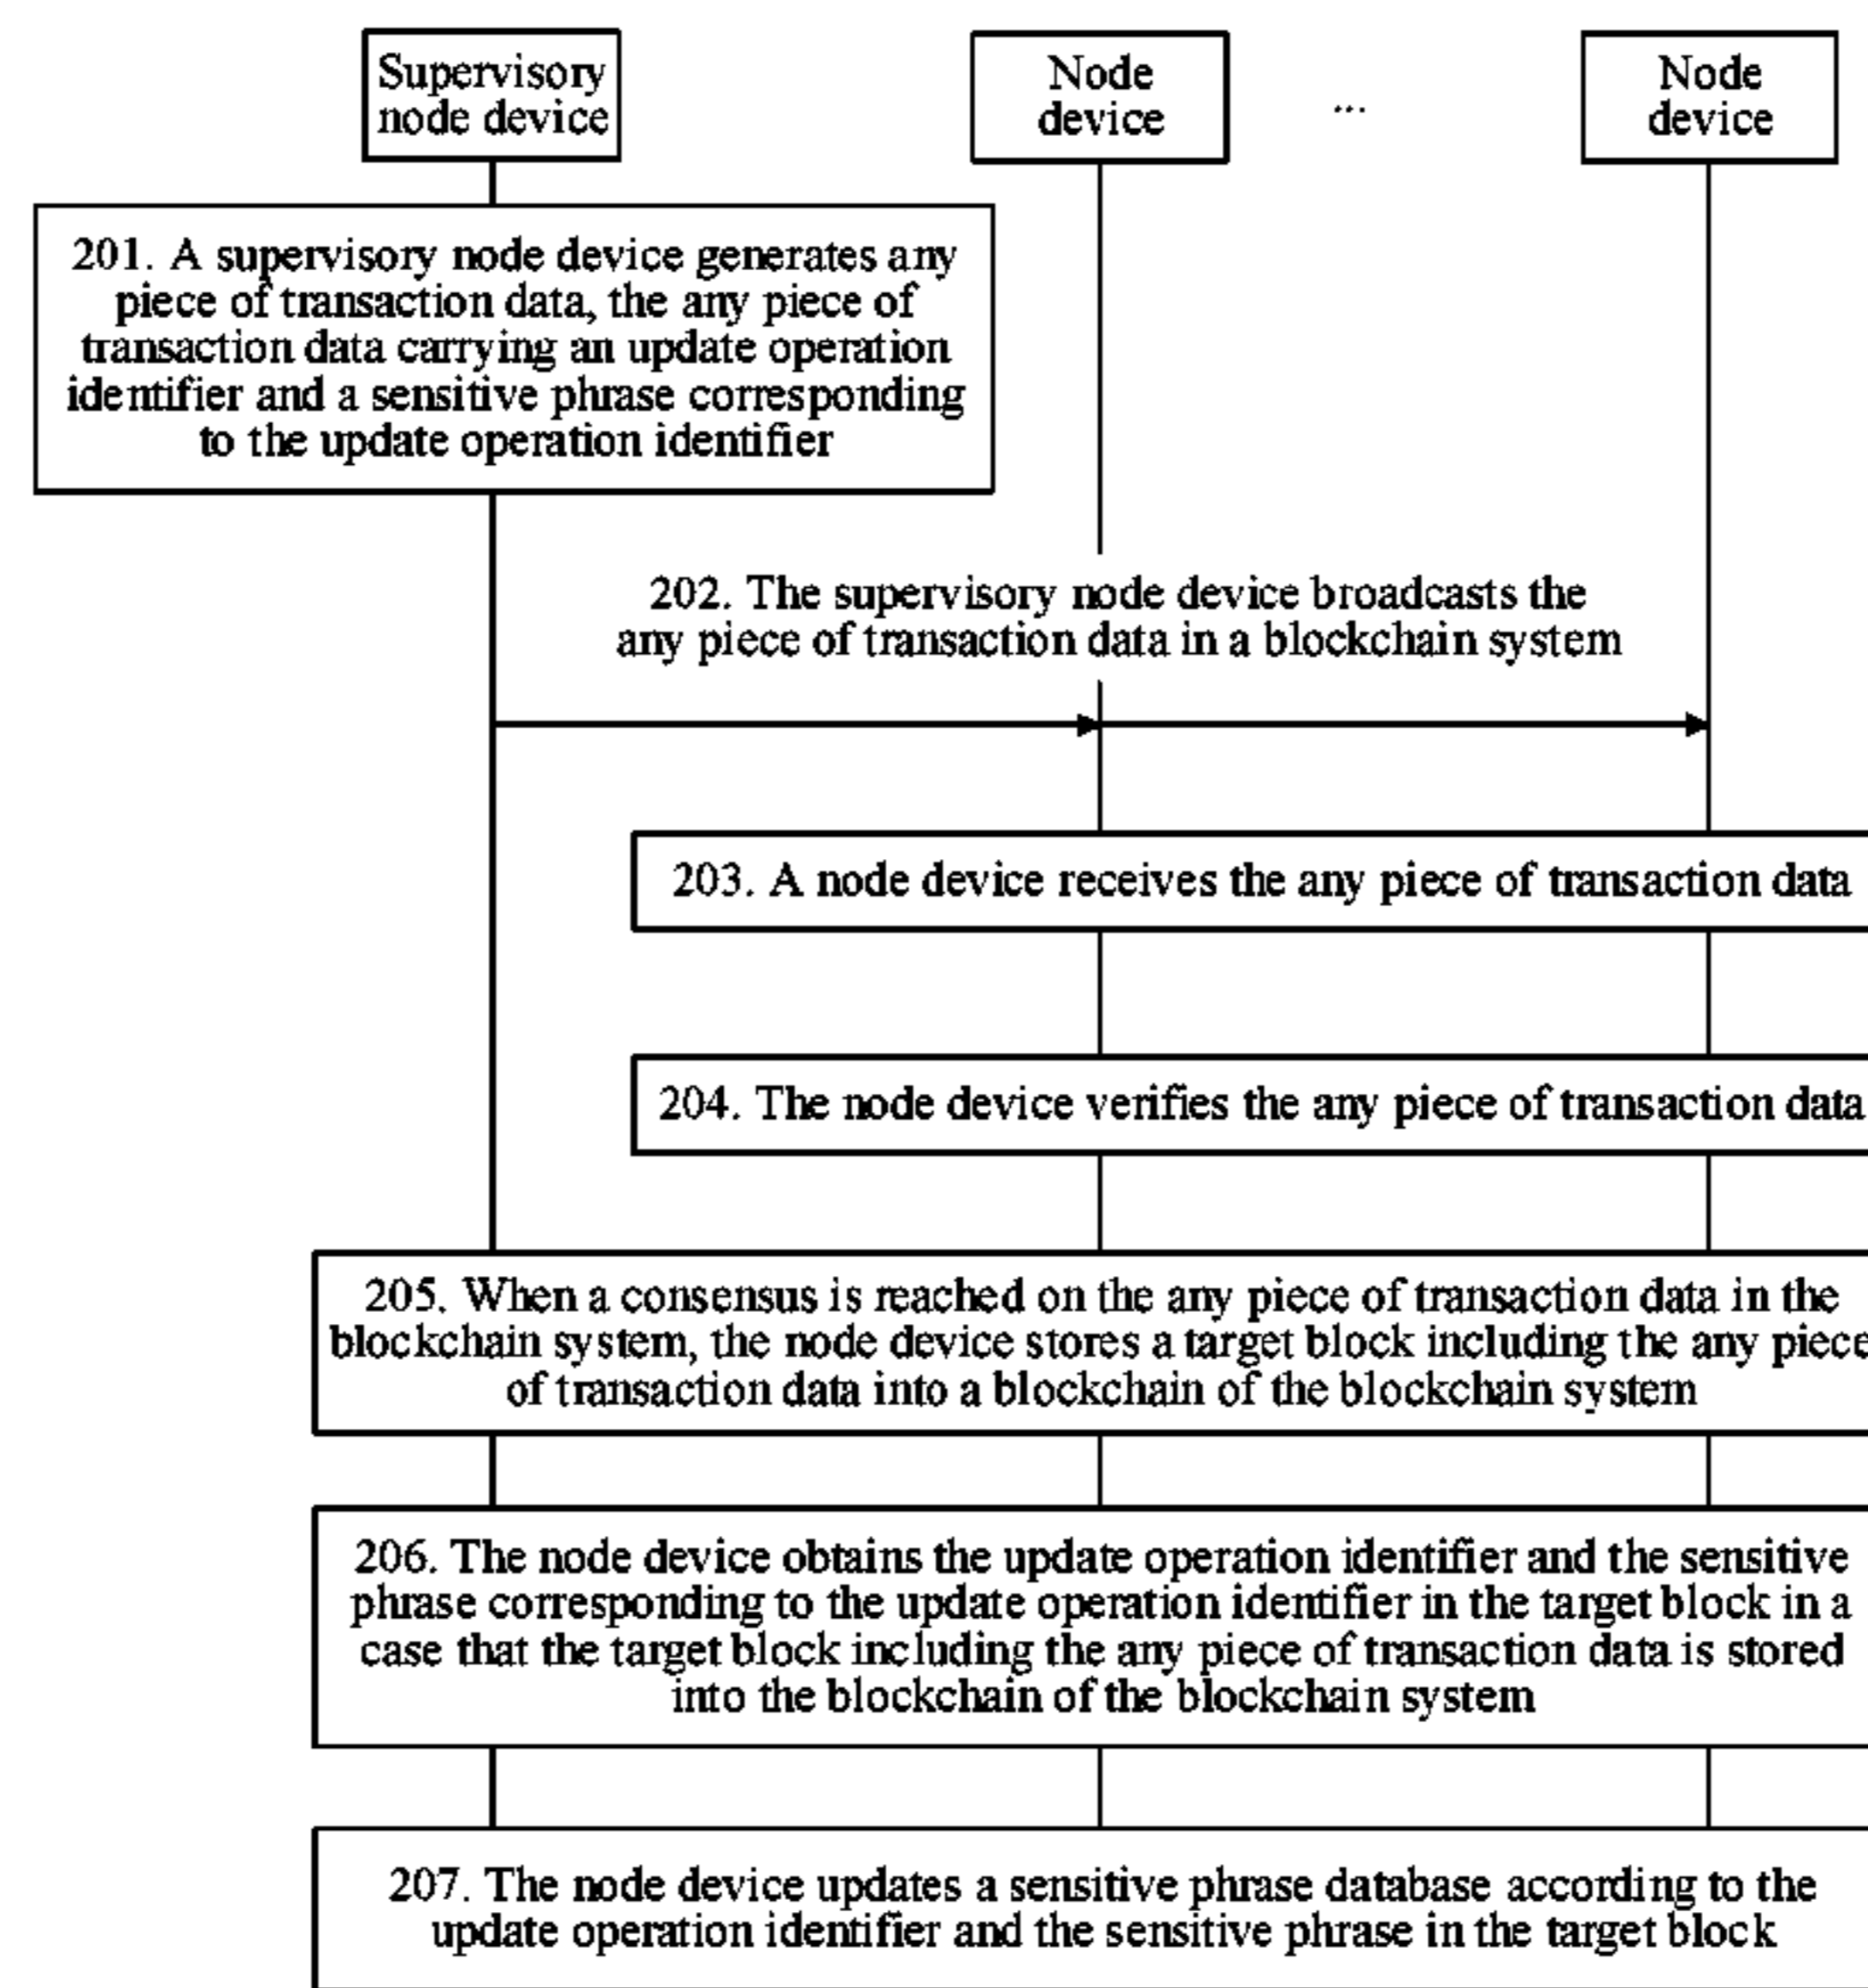 Supervisory
node device
Node
device
...
Node
device
201. A supervisory node device generates any
piece of transaction data, the any piece of
transaction data carrying an update operation
identifier and a sensitive phrase corresponding
to the update operation identifier
202. The supervisory node device broadcasts the
any piece of transaction data in a blockchain system
203. A node device receives the any piece of transaction data
204. The node device verifies the any piece of transaction data
205. When a consensus is reached on the any piece of transaction data in the
blockchain system, the node device stores a target block including the any piece
of transaction data into a blockchain of the blockchain system
206. The node device obtains the update operation identifier and the sensitive
phrase corresponding to the update operation identifier in the target block in a
case that the target block including the any piece of transaction data is stored
into the blockchain of the blockchain system
207. The node device updates a sensitive phrase database according to the
update operation identifier and the sensitive phrase in the target block